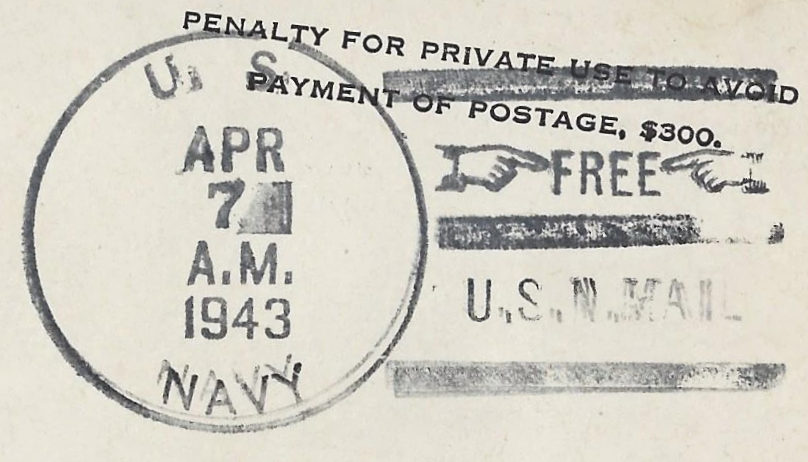 PENALTY FOR PRIVATE USE TO AVOID
PAYMENT OF POSTAGE, $300.
U. S.
APR
7
A.M.
1943
NAVY
FREE
U.S.N.MAIL